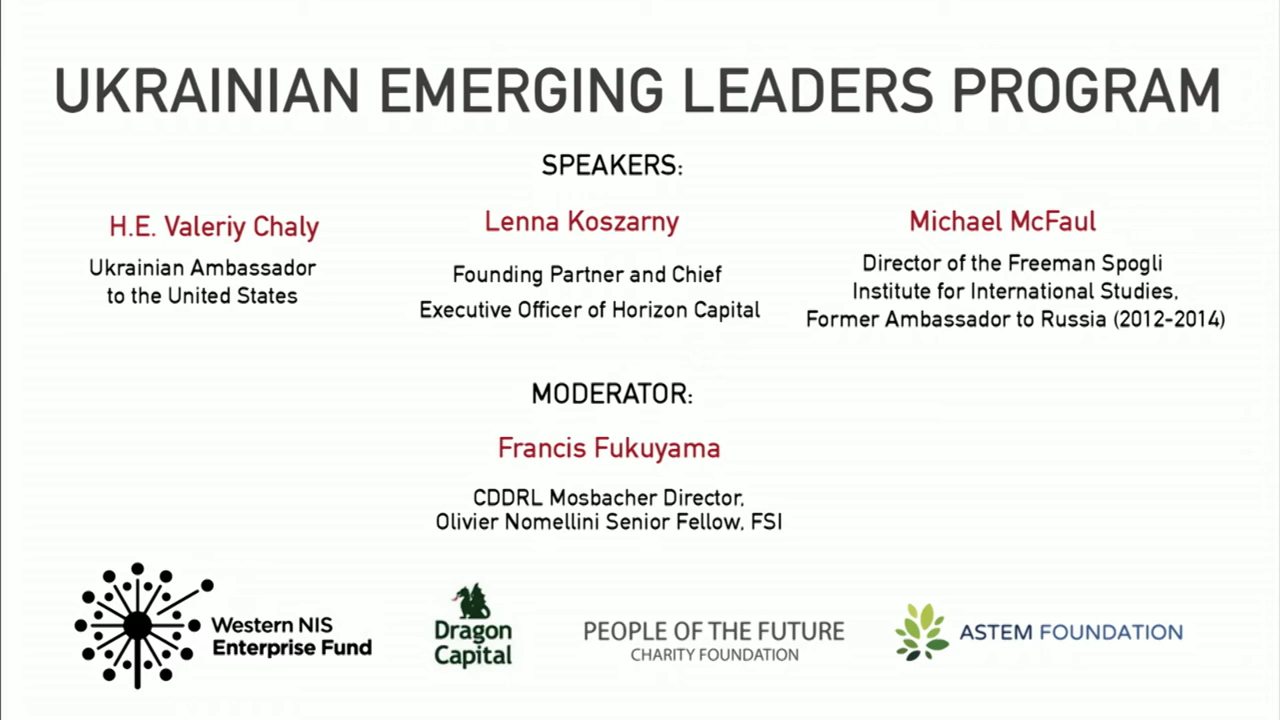 UKRAINIAN EMERGING LEADERS PROGRAM
SPEAKERS:
H.E. Valeriy Chaly
Ukrainian Ambassador
to the United States
Lenna Koszarny
Founding Partner and Chief
Executive Officer of Horizon Capital
Michael McFaul
Director of the Freeman Spogli
Institute for International Studies,
Former Ambassador to Russia (2012-2014)
MODERATOR:
Francis Fukuyama
CDDRL Mosbacher Director,
Olivier Nomellini Senior Fellow, FSI
Western NIS
Enterprise Fund
Dragon
Capital
PEOPLE OF THE FUTURE
CHARITY FOUNDATION
ASTEM FOUNDATION